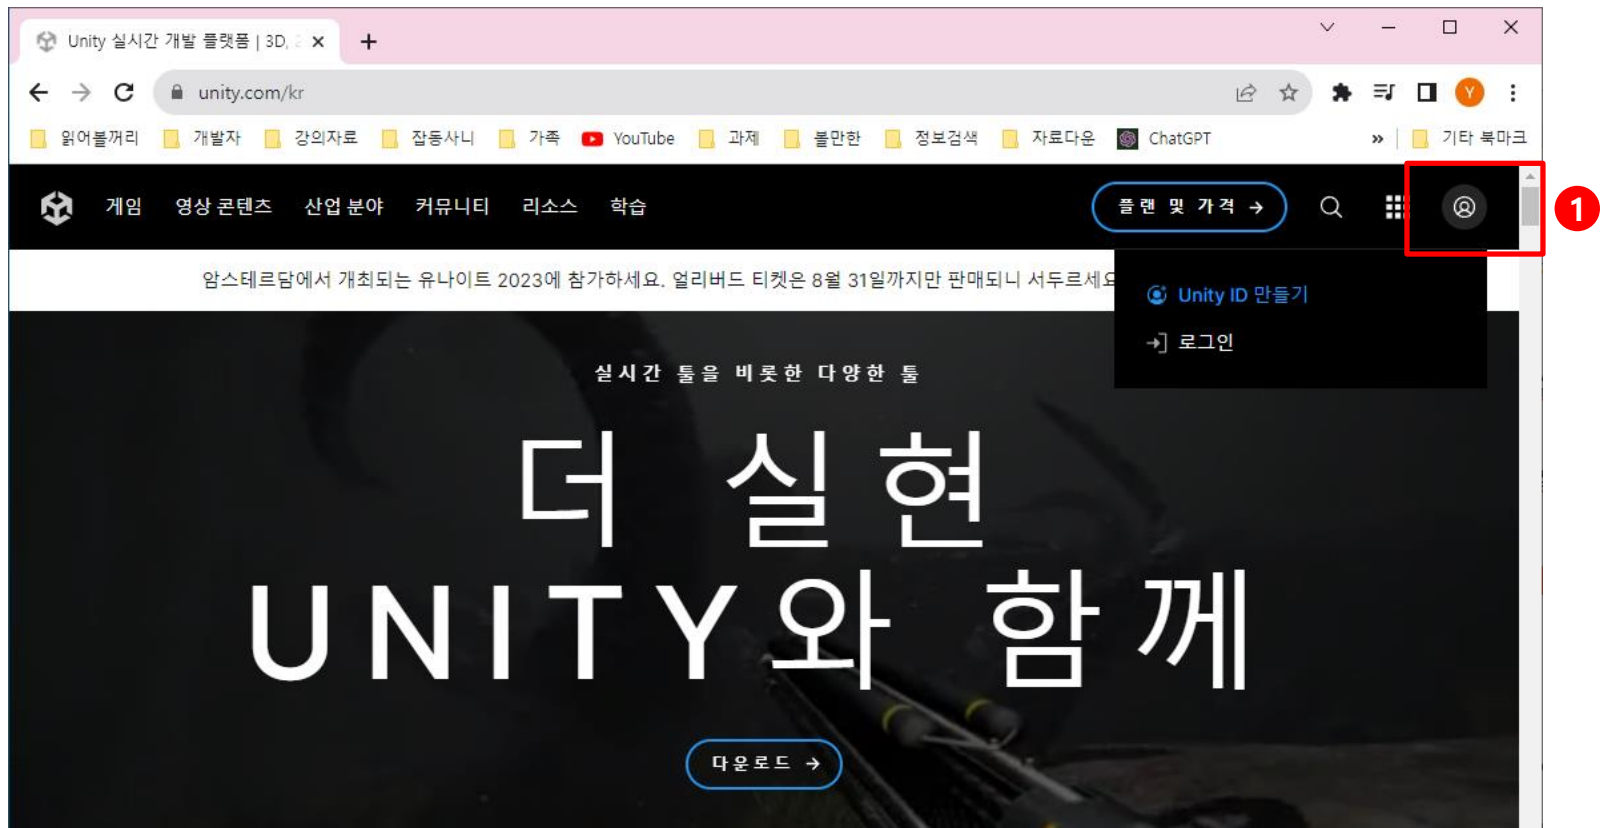 Unity 실시간 개발 플랫폼 | 3D,
unity.com/kr
Y
읽어볼꺼리 개발자 강의자료 잡동사니 가족 YouTube 과제 볼만한 정보검색 자료다운 ChatGPT » 기타 북마크
게임 영상 콘텐츠 산업 분야 커뮤니티 리소스 학습 플랜 및 가격 →
1
암스테르담에서 개최되는 유나이트 2023에 참가하세요. 얼리버드 티켓은 8월 31일까지만 판매되니 서두르세요
Unity ID 만들기
로그인
실시간 툴을 비롯한 다양한 툴
더 실현
UNITY와 함께
다운로드 →